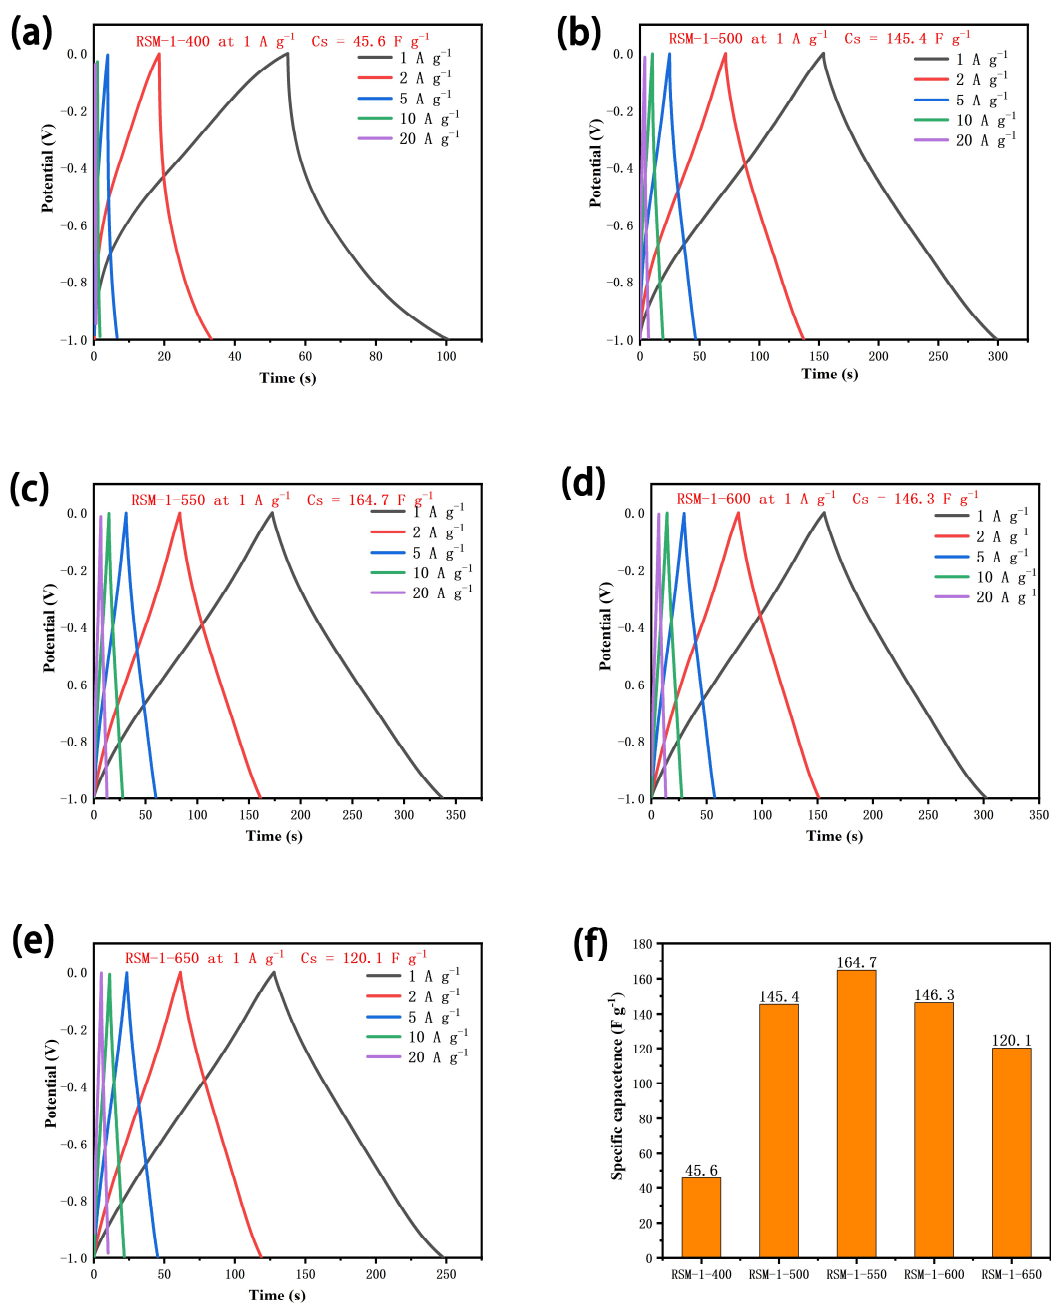 (a)
RSM-1-400 at 1 A g⁻¹ Cs = 45.6 F g⁻¹
1 A g⁻¹
2 A g⁻¹
5 A g⁻¹
10 A g⁻¹
20 A g⁻¹
Potential (V)
0.0
−0.2
−0.4
−0.6
−0.8
−1.0
0 20 40 60 80 100
Time (s)
(b)
RSM-1-500 at 1 A g⁻¹ Cs = 145.4 F g⁻¹
1 A g⁻¹
2 A g⁻¹
5 A g⁻¹
10 A g⁻¹
20 A g⁻¹
Potential (V)
0.0
−0.2
−0.4
−0.6
−0.8
−1.0
0 50 100 150 200 250 300
Time (s)
(c)
RSM-1-550 at 1 A g⁻¹ Cs = 164.7 F g⁻¹
1 A g⁻¹
2 A g⁻¹
5 A g⁻¹
10 A g⁻¹
20 A g⁻¹
Potential (V)
0.0
−0.2
−0.4
0.6
−0.8
−1.0
0 50 100 150 200 250 300 350
Time (s)
(d)
RSM-1-600 at 1 A g⁻¹ Cs − 146.3 F g⁻¹
1 A g⁻¹
2 A g¹
5 A g⁻¹
10 A g⁻¹
20 A g¹
Potential (V)
0.0
−0.2
−0.4
0.6
−0.8
−1.0
0 50 100 150 200 250 300 350
Time (s)
(e)
RSM-1-650 at 1 A g⁻¹ Cs = 120.1 F g⁻¹
1 A g⁻¹
2 A g⁻¹
5 A g⁻¹
10 A g⁻¹
20 A g⁻¹
Potential (V)
0.0
−0.2
−0.4
−0.6
−0.8
−1.0
0 50 100 150 200 250
Time (s)
(f)
Specific capacetence (F g⁻¹)
180
160
140
120
100
80
60
40
20
0
45.6
145.4
164.7
146.3
120.1
RSM-1-400 RSM-1-500 RSM-1-550 RSM-1-600 RSM-1-650